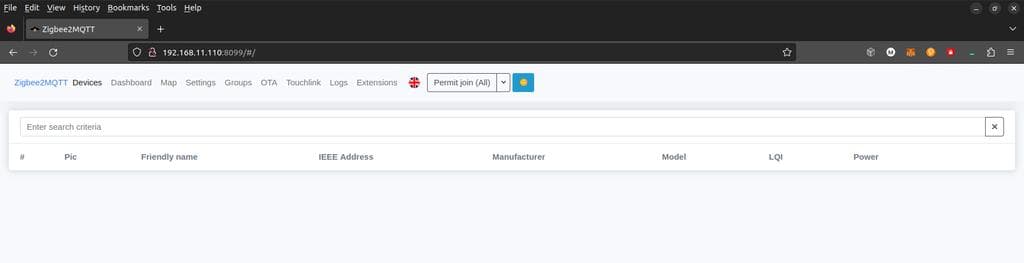 File Edit View History Bookmarks Tools Help
Zigbee2MQTT
192.168.11.110:8099/#/
Zigbee2MQTT Devices Dashboard Map Settings Groups OTA Touchlink Logs Extensions Permit join (All)
Enter search criteria
# Pic Friendly name IEEE Address Manufacturer Model LQI Power